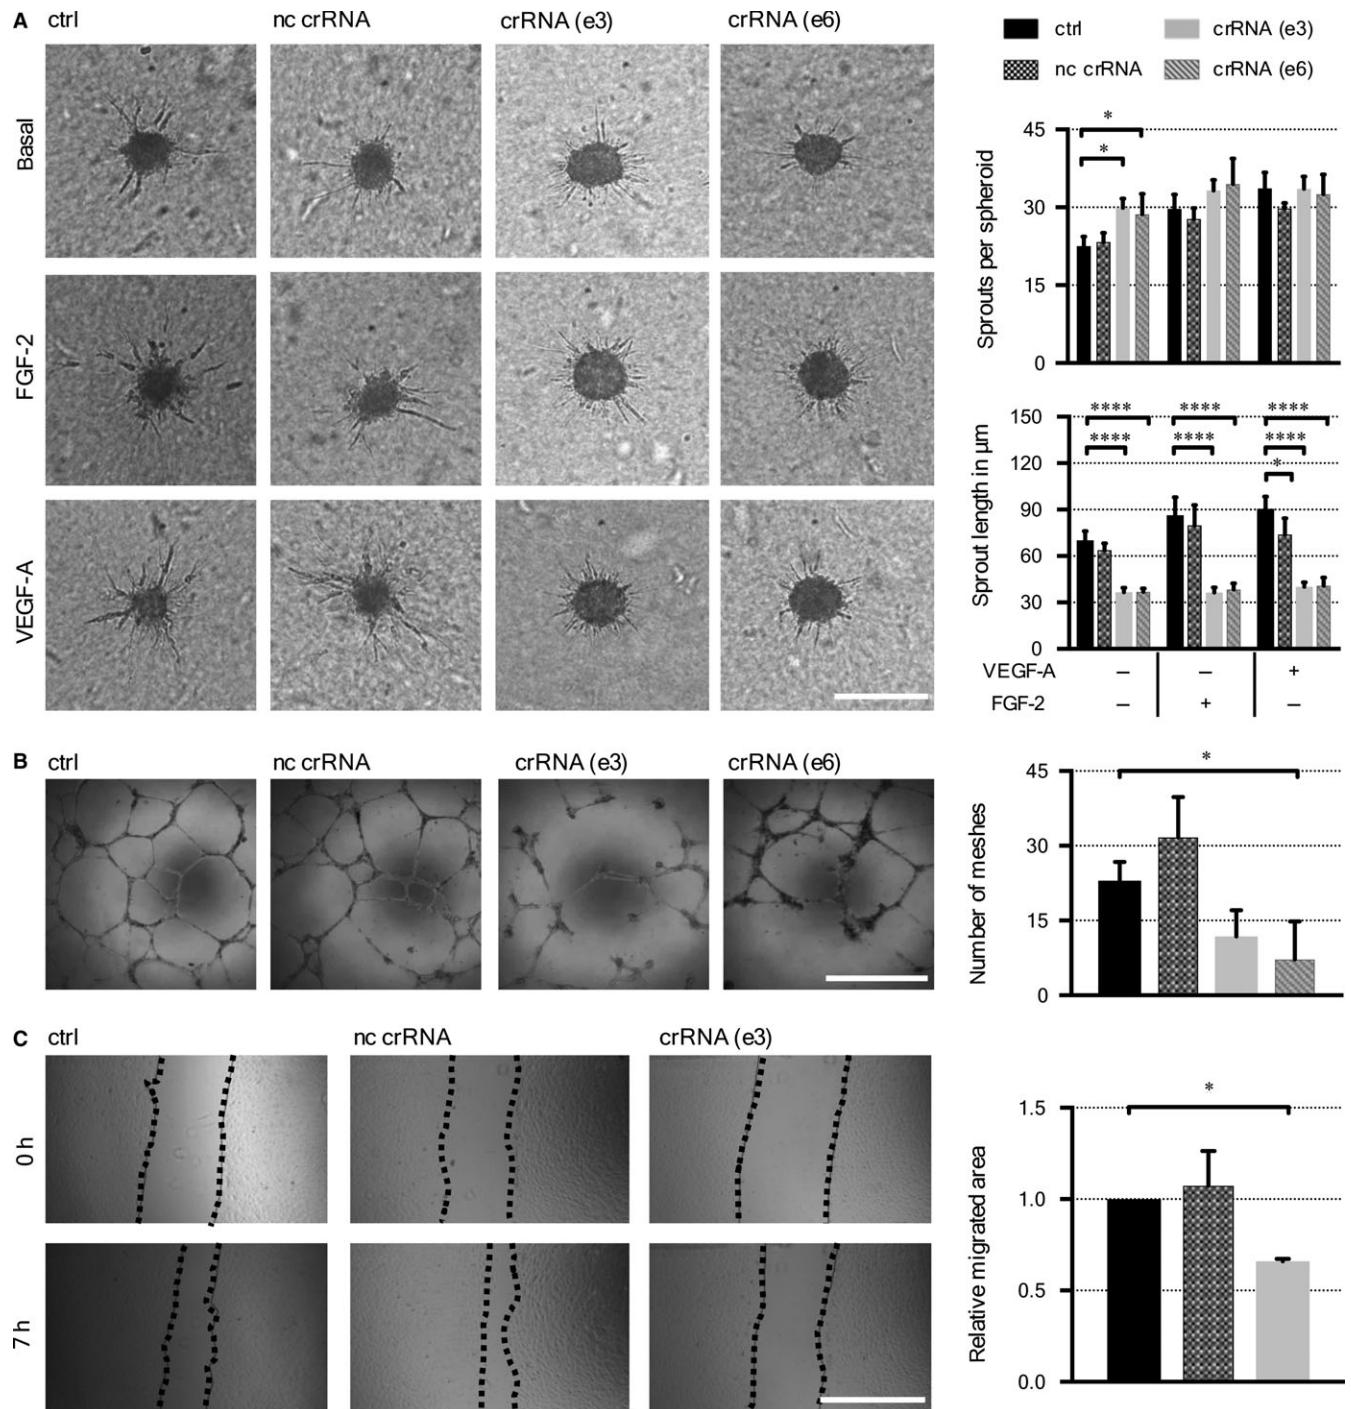 A ctrl nc crRNA crRNA (e3) crRNA (e6)
Basal
FGF-2
VEGF-A
ctrl crRNA (e3)
nc crRNA crRNA (e6)
Sprouts per spheroid
45
30
15
0
*
*
Sprout length in µm
150
120
90
60
30
0
**** **** ****
**** **** ****
*
VEGF-A – – +
FGF-2 – + –
B ctrl nc crRNA crRNA (e3) crRNA (e6)
Number of meshes
45
30
15
0
*
C ctrl nc crRNA crRNA (e3)
0 h
7 h
Relative migrated area
1.5
1.0
0.5
0.0
*